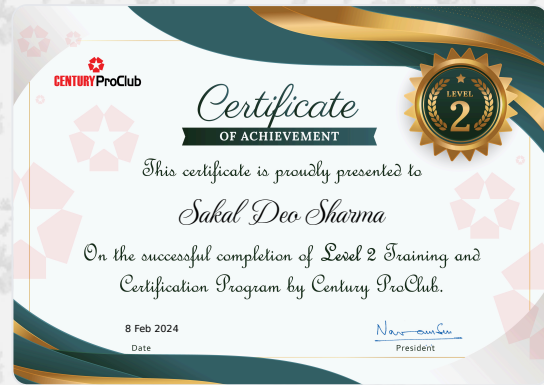 CENTURY ProClub
LEVEL
2
Certificate
OF ACHIEVEMENT
This certificate is proudly presented to
Sakal Deo Sharma
On the successful completion of Level 2 Training and
Certification Program by Century ProClub.
8 Feb 2024
Date
President